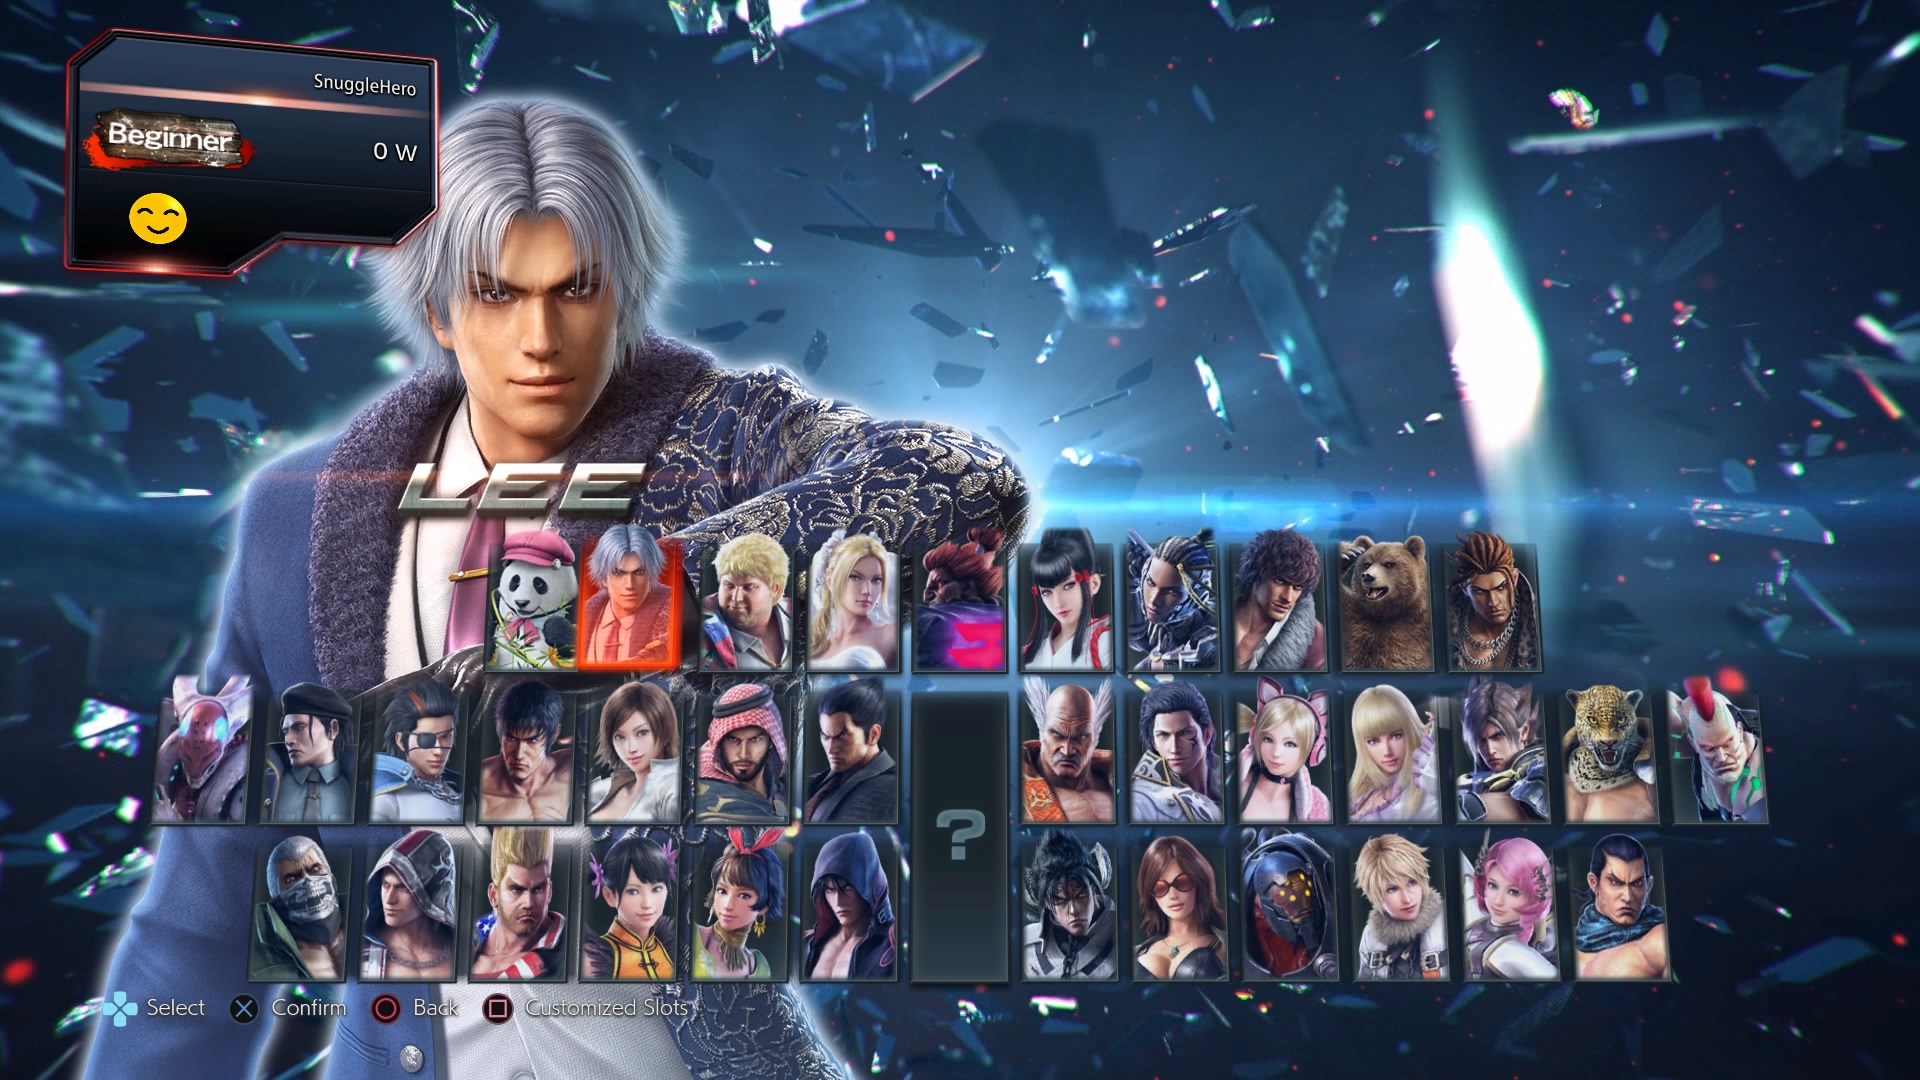 SnuggleHero
Beginner
0 W
LEE
?
Select
Confirm
Back
Customized Slots